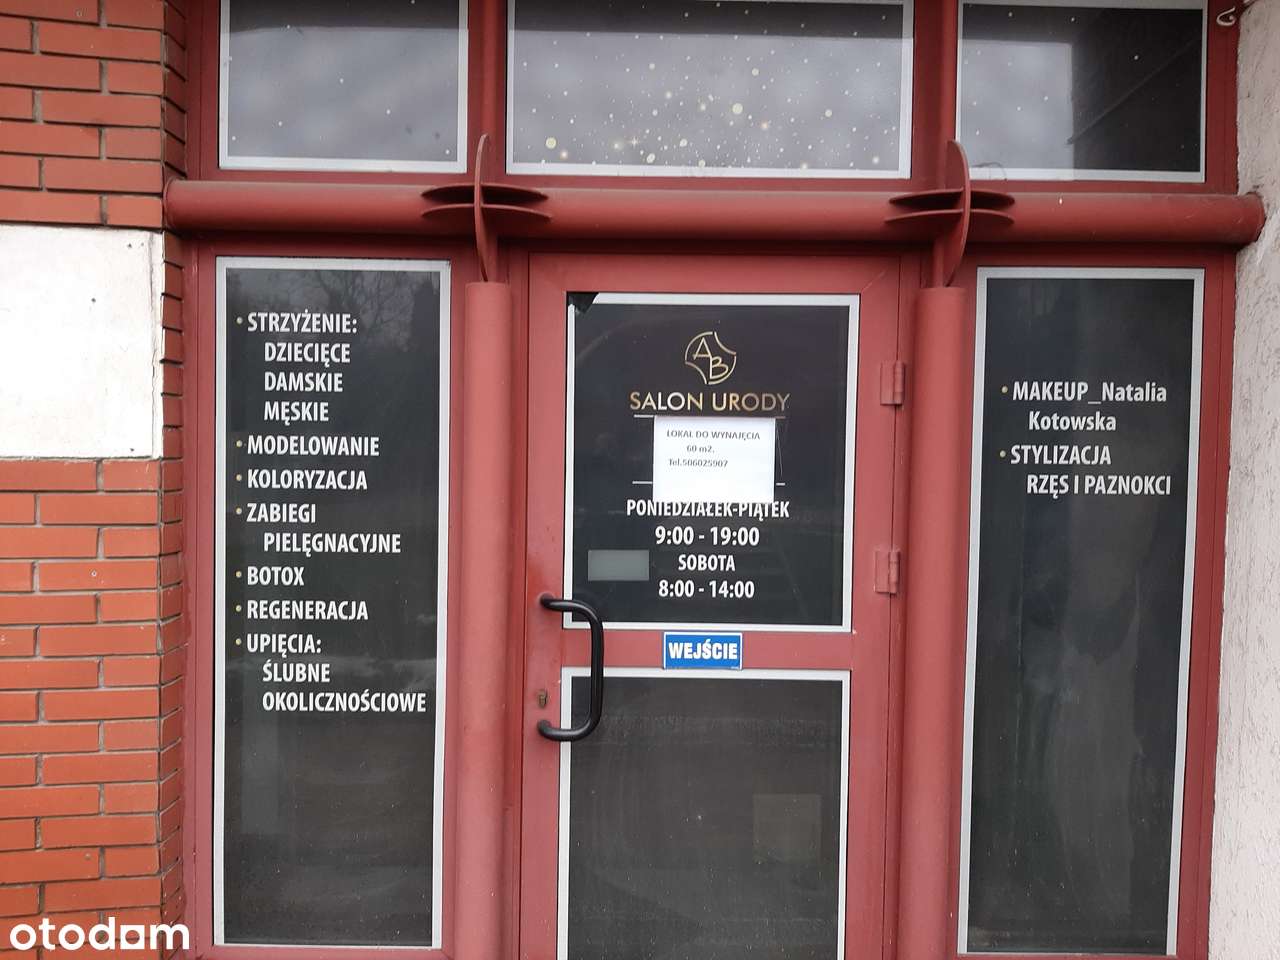 • STRZYŻENIE:
DZIECIĘCE
DAMSKIE
MĘSKIE
• MODELOWANIE
• KOLORYZACJA
• ZABIEGI
PIELĘGNACYJNE
• BOTOX
• REGENERACJA
• UPIĘCIA:
ŚLUBNE
OKOLICZNOŚCIOWE
AB
SALON URODY
LOKAL DO WYNAJĘCIA
60 m2.
Tel.506025907
PONIEDZIAŁEK-PIĄTEK
9:00 - 19:00
SOBOTA
8:00 - 14:00
WEJŚCIE
• MAKEUP_Natalia
Kotowska
• STYLIZACJA
RZĘS I PAZNOKCI
otodom